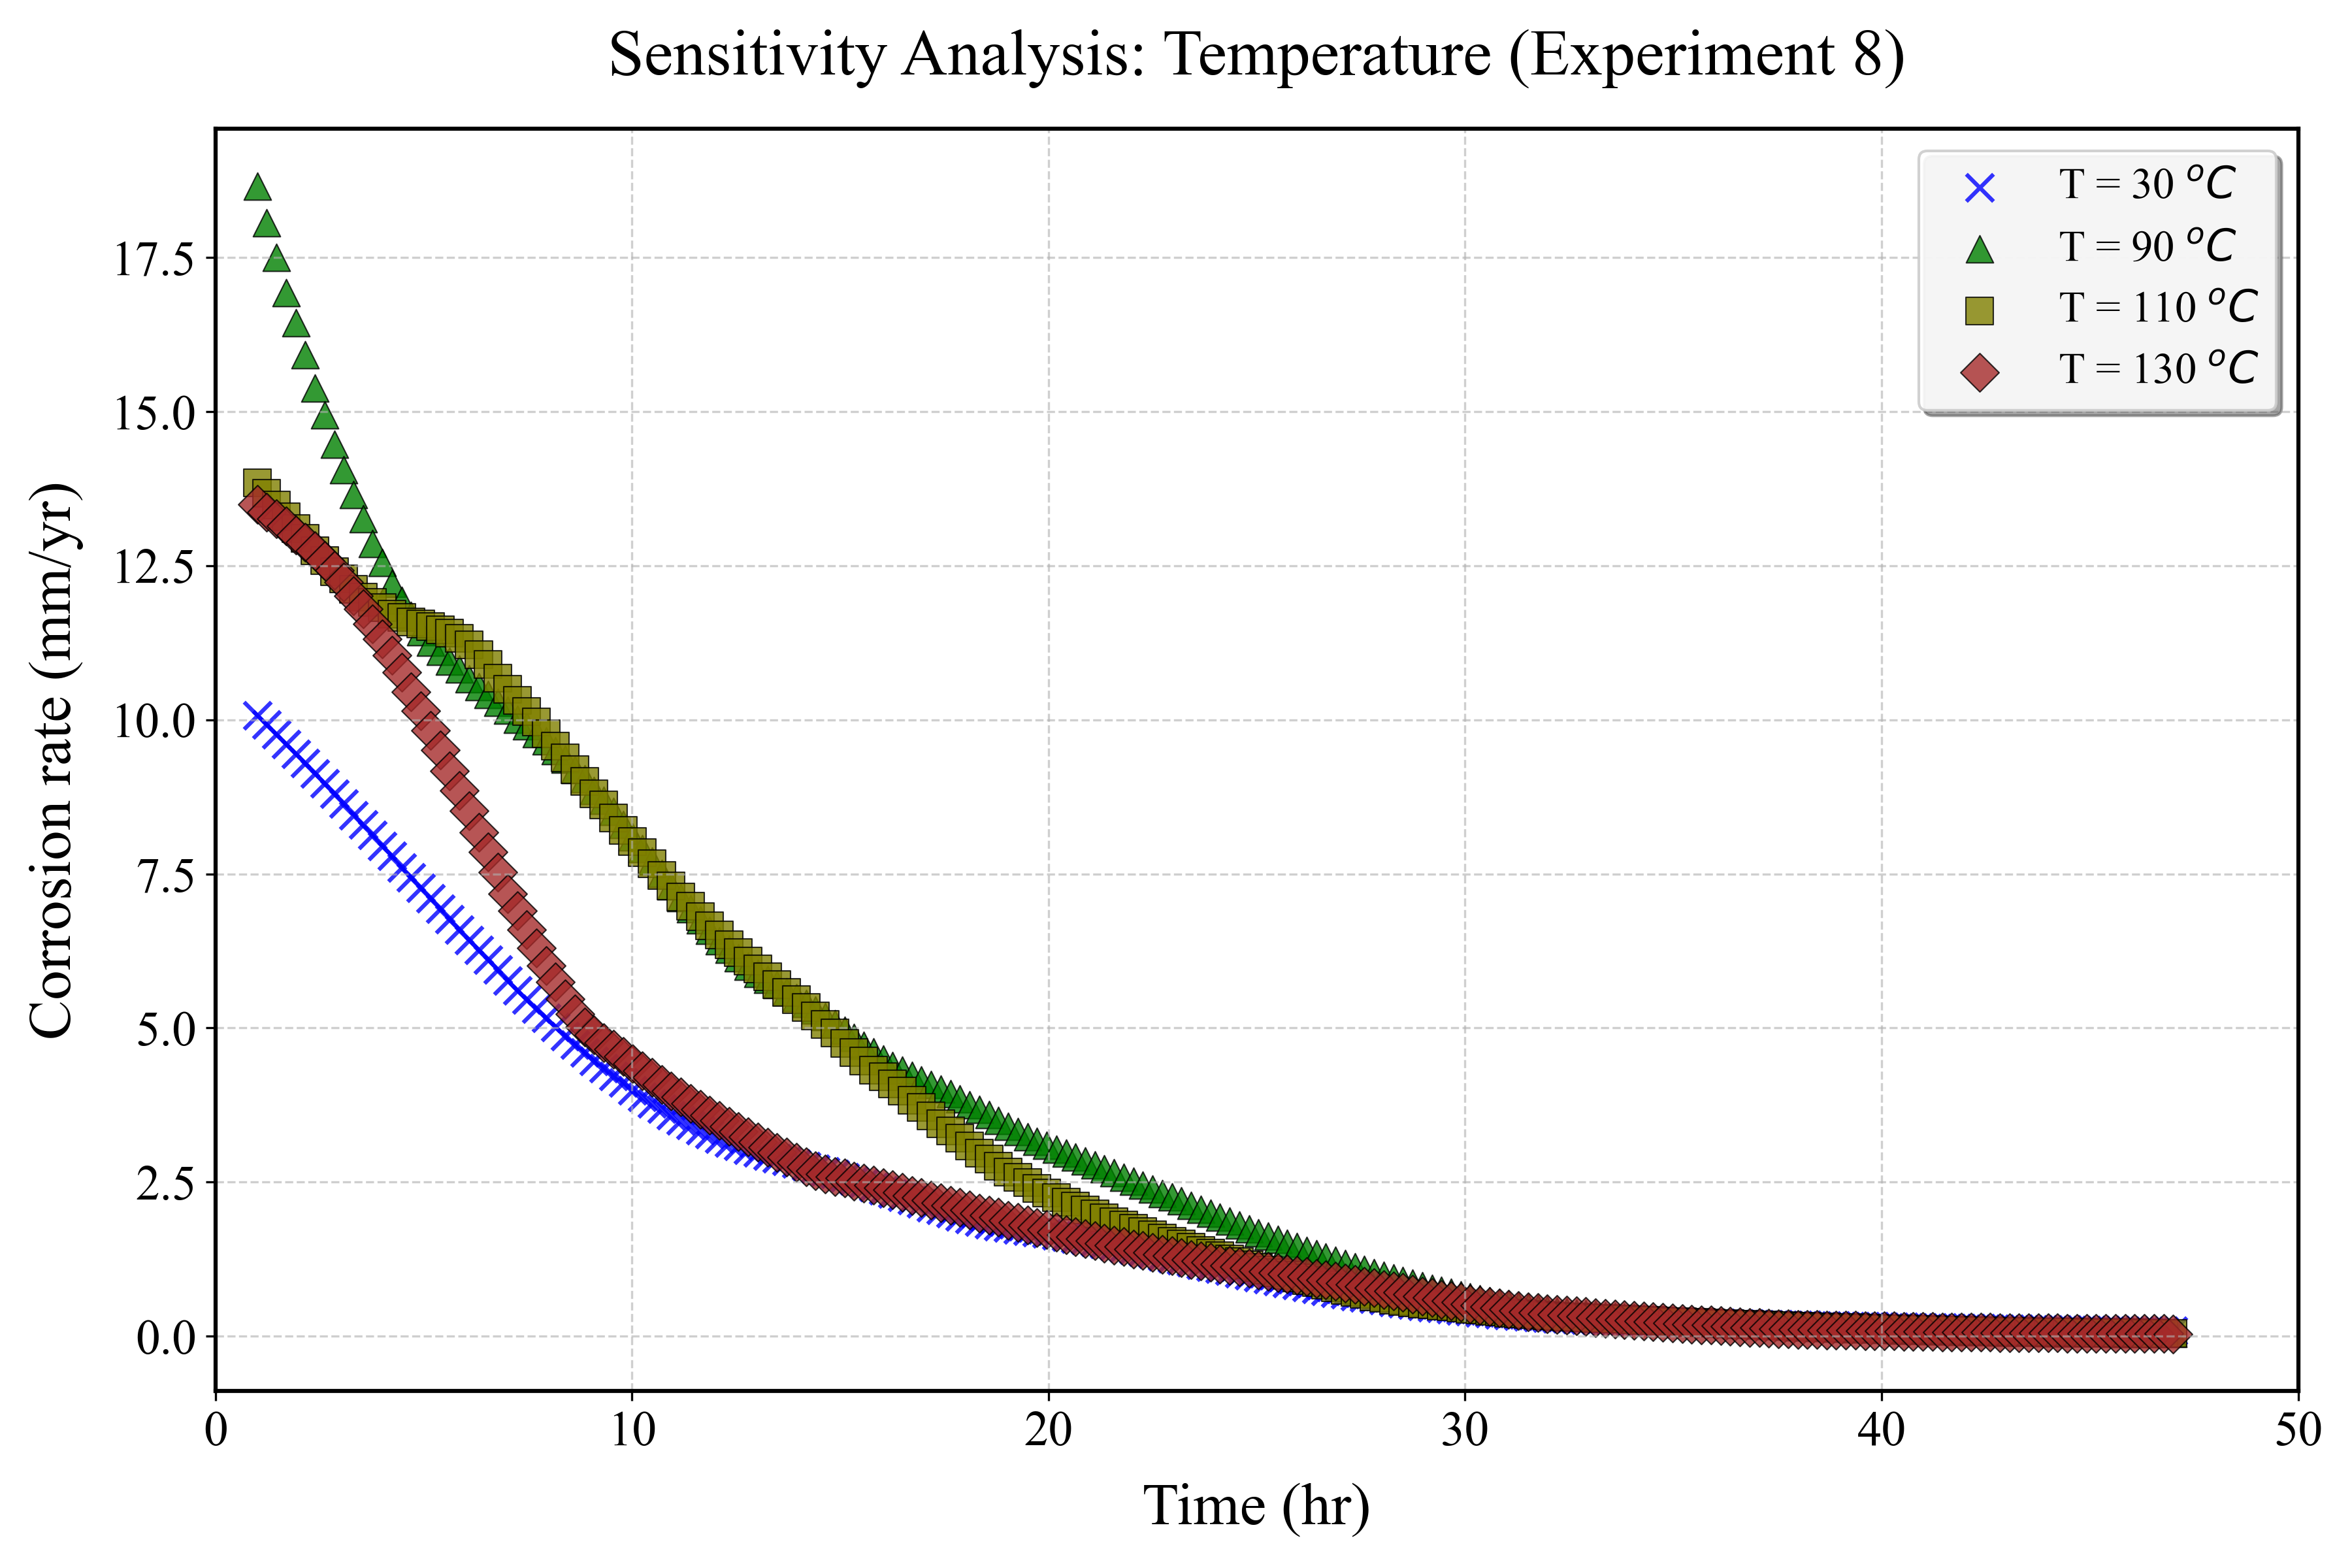 Sensitivity Analysis: Temperature (Experiment 8)
T = 30 °C
T = 90 °C
T = 110 °C
T = 130 °C
Corrosion rate (mm/yr)
17.5
15.0
12.5
10.0
7.5
5.0
2.5
0.0
0 10 20 30 40 50
Time (hr)